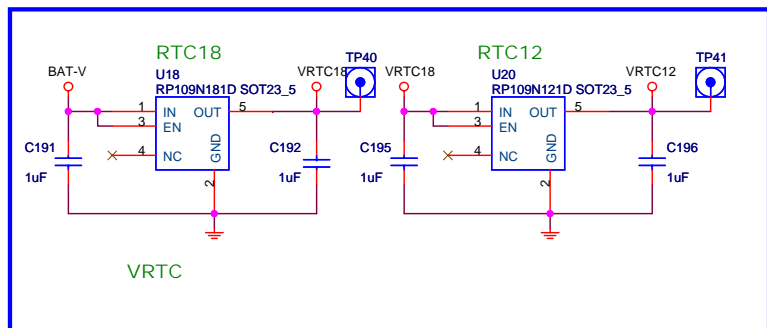 RTC18
RTC12
TP40
TP41
BAT-V
U18
VRTC18
VRTC18
U20
VRTC12
RP109N181D SOT23_5
RP109N121D SOT23_5
1
IN
OUT
5
1
IN
OUT
5
3
EN
3
EN
C191
4
NC
GND
C192
C195
4
NC
GND
C196
1uF
2
1uF
1uF
2
1uF
VRTC